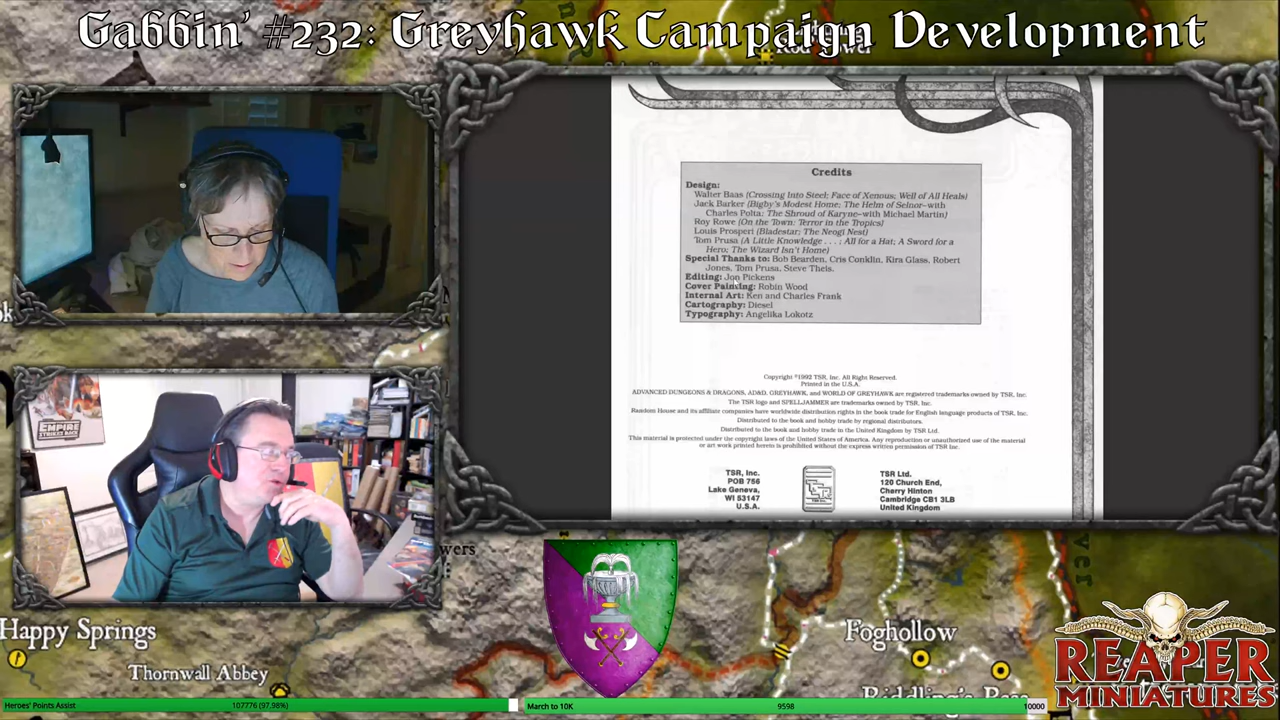 Gabbin' #232: Greyhawk Campaign Development
Credits
Design:
Walter Baas (Crossing Into Steel; Face of Xenous; Well of All Heals)
Jack Barker (Bigby's Modest Home; The Helm of Selnor–with
Charles Polta; The Shroud of Karyne–with Michael Martin)
Roy Rowe (On the Town; Terror in the Tropics)
Louis Prosperi (Bladestar; The Neogi Nest)
Tom Prusa (A Little Knowledge . . . ; All for a Hat; A Sword for a
Hero; The Wizard Isn't Home)
Special Thanks to: Bob Bearden, Cris Conklin, Kira Glass, Robert
Jones, Tom Prusa, Steve Theis.
Editing: Jon Pickens
Cover Painting: Robin Wood
Internal Art: Ken and Charles Frank
Cartography: Diesel
Typography: Angelika Lokotz
Copyright ©1992 TSR, Inc. All Right Reserved.
Printed in the U.S.A.
ADVANCED DUNGEONS & DRAGONS, AD&D, GREYHAWK, and WORLD OF GREYHAWK are registered trademarks owned by TSR, Inc.
The TSR logo and SPELLJAMMER are trademarks owned by TSR, Inc.
Random House and its affiliate companies have worldwide distribution rights in the book trade for English language products of TSR, Inc.
Distributed to the book and hobby trade by regional distributors.
Distributed to the book and hobby trade in the United Kingdom by TSR Ltd.
This material is protected under the copyright laws of the United States of America. Any reproduction or unauthorized use of the material
or art work printed herein is prohibited without the express written permission of TSR Inc.
TSR, Inc.
POB 756
Lake Geneva,
WI 53147
U.S.A.
TSR Ltd.
120 Church End,
Cherry Hinton
Cambridge CB1 3LB
United Kingdom
EMPIRE
STRIKES BACK
Happy Springs
Thornwall Abbey
Foghollow
REAPER
MINIATURES
Heroes' Points Assist 107776 (97.98%)
March to 10K 9598 10000